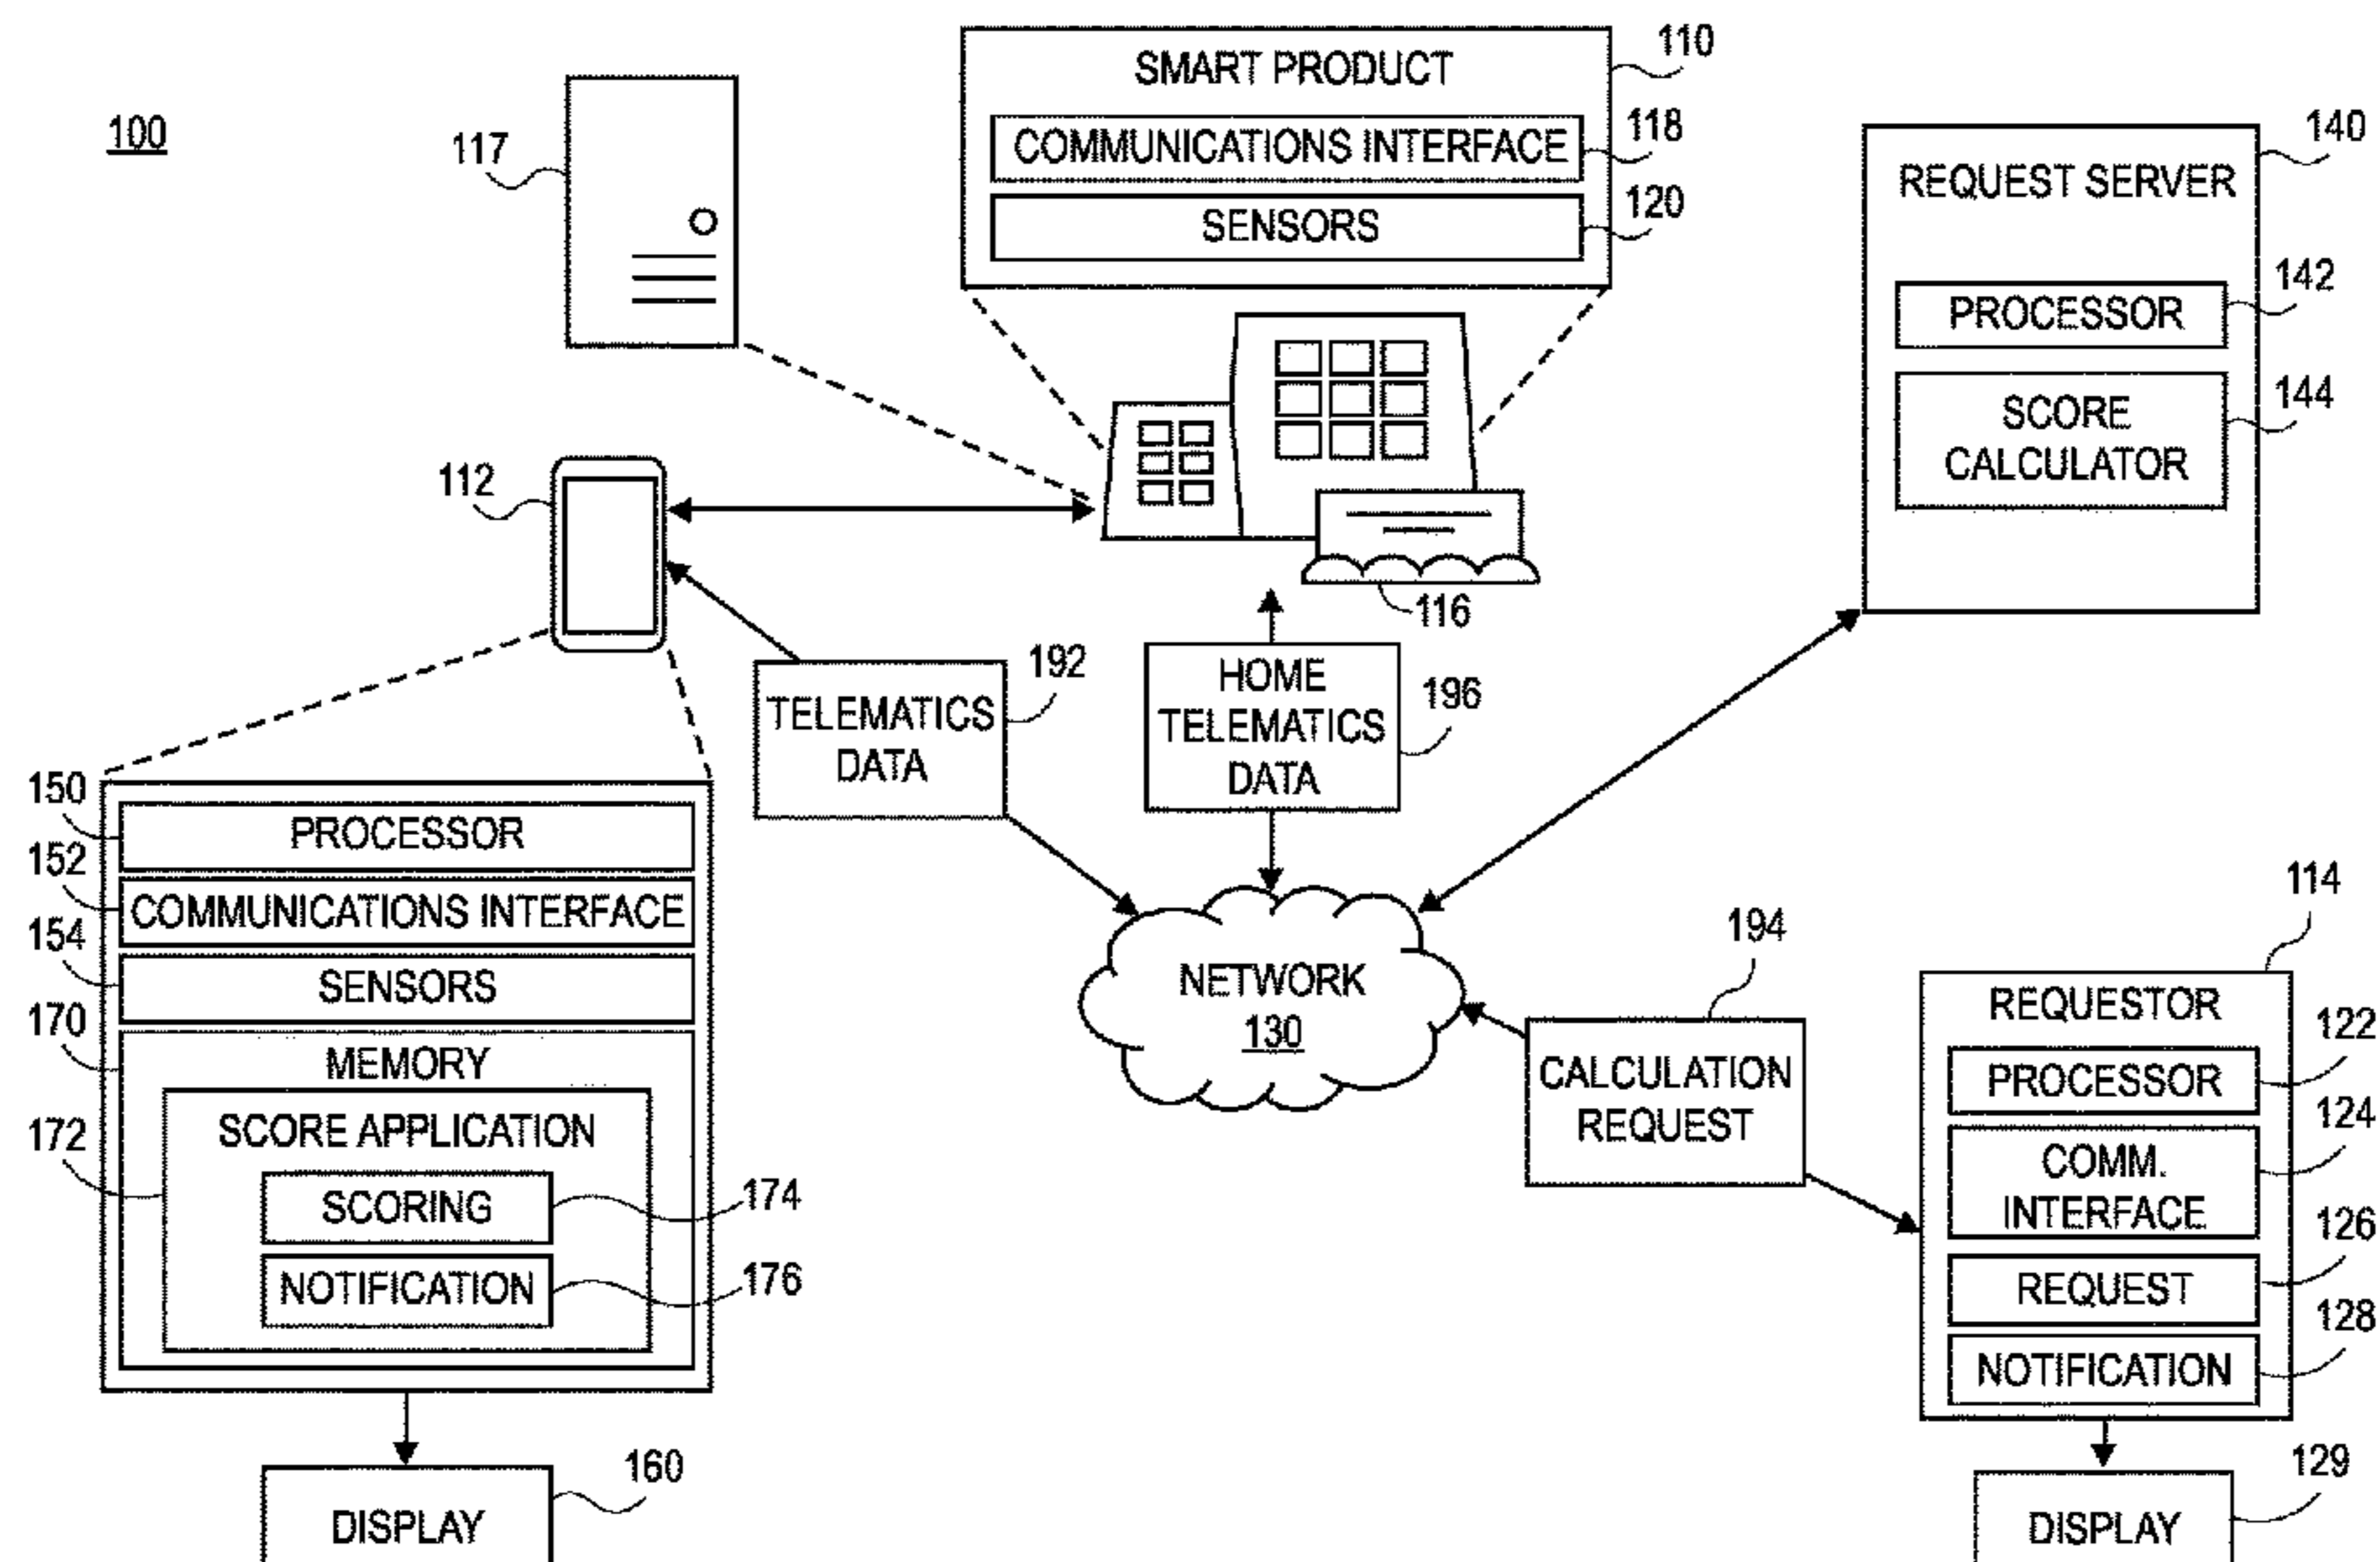 100
117
SMART PRODUCT
110
COMMUNICATIONS INTERFACE
118
SENSORS
120
REQUEST SERVER
140
PROCESSOR
142
SCORE
CALCULATOR
144
112
116
TELEMATICS
DATA
192
HOME
TELEMATICS
DATA
196
150
PROCESSOR
152
COMMUNICATIONS INTERFACE
154
SENSORS
170
MEMORY
172
SCORE APPLICATION
SCORING
174
NOTIFICATION
176
DISPLAY
160
NETWORK
130
194
CALCULATION
REQUEST
114
REQUESTOR
PROCESSOR
122
COMM.
INTERFACE
124
REQUEST
126
NOTIFICATION
128
DISPLAY
129